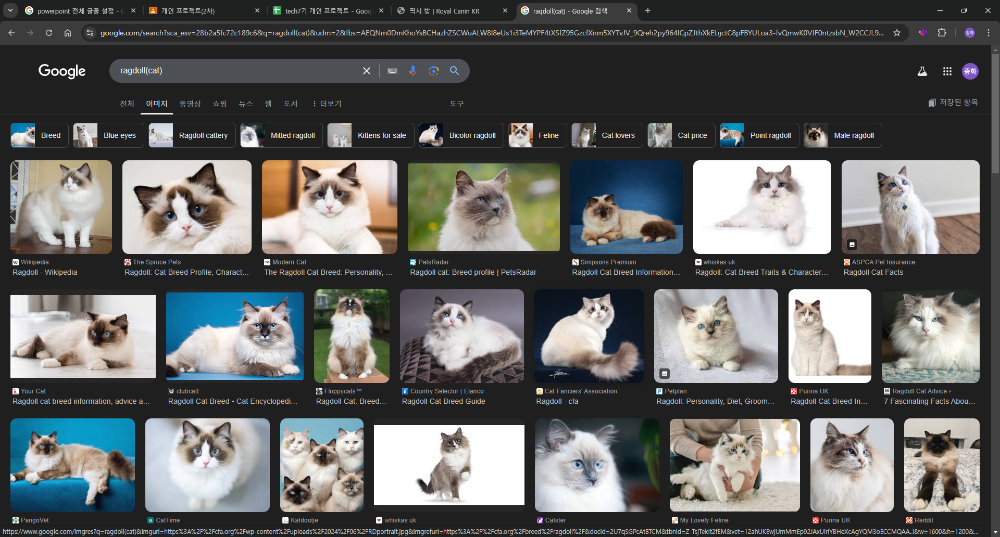 powerpoint 전체 글꼴 설정 - G
개인 프로젝트(2차)
tech7기 개인 프로젝트 - Goog
픽시 밥 | Royal Canin KR
ragdoll(cat) - Google 검색
google.com/search?sca_esv=28b2a5fc72c189c6&q=ragdoll(cat)&udm=2&fbs=AEQNm0DmKhoYsBCHazhZSCWuALW8l8eUs1i3TeMYPF4tXSfZ95GzcfXnm5XYTvJV_9Qreh2py964ICpZJthXkELijctC8pFBYULoa3-fvQmwK0VJF0ntzsbN_W2CCJL9...
종화
Google
ragdoll(cat)
종화
전체 이미지 동영상 쇼핑 뉴스 웹 도서 더보기 도구
저장된 항목
Breed Blue eyes Ragdoll cattery Mitted ragdoll Kittens for sale Bicolor ragdoll Feline Cat lovers Cat price Point ragdoll Male ragdoll
Wikipedia
Ragdoll - Wikipedia
The Spruce Pets
Ragdoll: Cat Breed Profile, Charact...
Modern Cat
The Ragdoll Cat Breed: Personality, ...
PetsRadar
Ragdoll cat: Breed profile | PetsRadar
Simpsons Premium
Ragdoll Cat Breed Information...
whiskas uk
Ragdoll: Cat Breed Traits & Character...
ASPCA Pet Insurance
Ragdoll Cat Facts
Your Cat
Ragdoll cat breed information, advice a...
clubcatt
Ragdoll Cat Breed • Cat Encyclopedi...
Floppycats™
Ragdoll Cat: Breed...
Country Selector | Elanco
Ragdoll Cat Breed Guide
Cat Fanciers' Association
Ragdoll - cfa
Petplan
Ragdoll: Personality, Diet, Groom...
Purina UK
Ragdoll Cat Breed In...
Ragdoll Cat Advice ›
7 Fascinating Facts Abou...
PangoVet
CatTime
Katdootje
whiskas uk
Catster
My Lovely Feline
Purina UK
Reddit
https://www.google.com/imgres?q=ragdoll(cat)&imgurl=https%3A%2F%2Fcfa.org%2Fwp-content%2Fuploads%2F2024%2F06%2FRDportrait.jpg&imgrefurl=https%3A%2F%2Fcfa.org%2Fbreed%2Fragdoll%2F&docid=2U7qSGPcAtBTCM&tbnid=Z-TsjTekIt2fEM&vet=12ahUKEwjUmMmEp92JAxUirlYBHeXcAgYQM3oECCMQAA..i&w=1600&h=1200&...